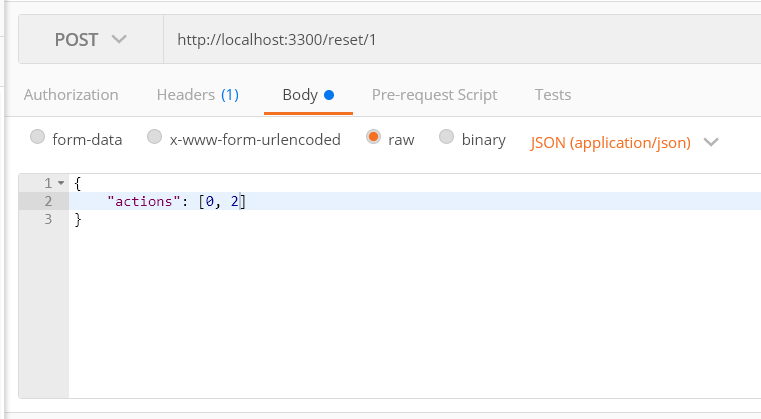 POST http://localhost:3300/reset/1
Authorization Headers (1) Body Pre-request Script Tests
form-data x-www-form-urlencoded raw binary JSON (application/json)
1 {
2 "actions": [0, 2]
3 }